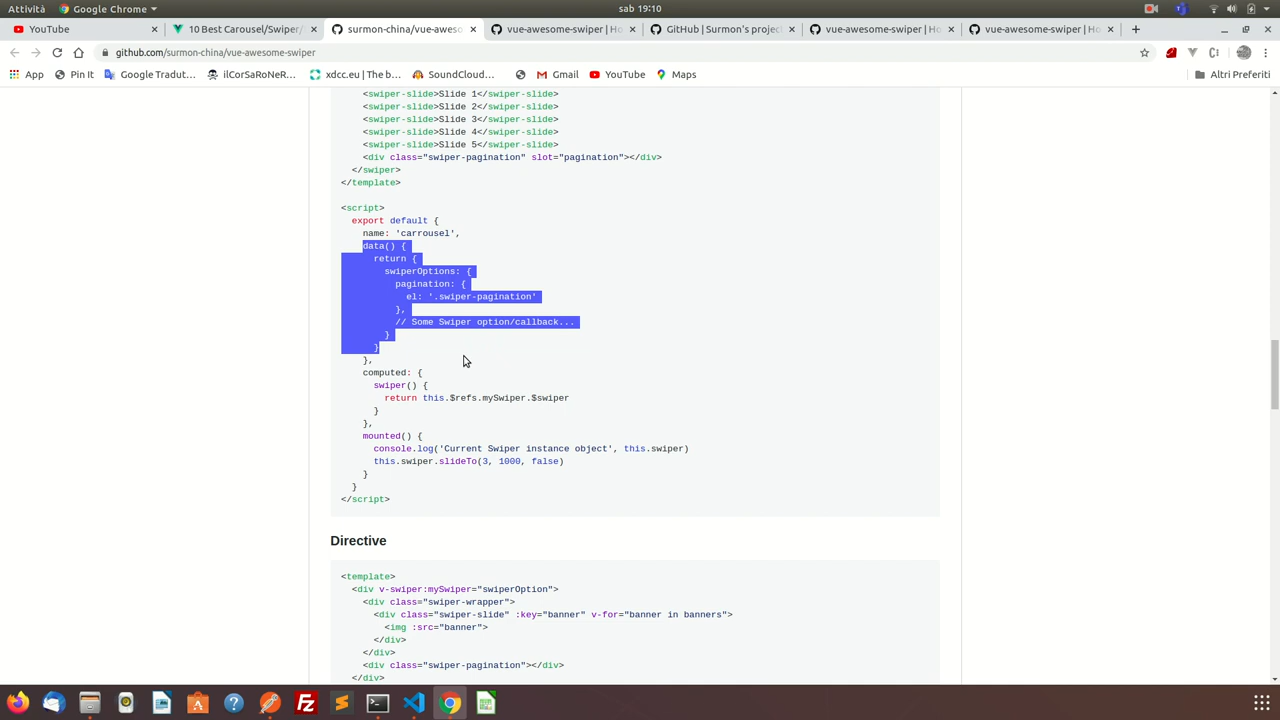 Attività
Google Chrome
sab 19:10
YouTube
10 Best Carousel/Swiper/
surmon-china/vue-aweso
vue-awesome-swiper | Ho
GitHub | Surmon's projec
vue-awesome-swiper | Ho
vue-awesome-swiper | Ho
github.com/surmon-china/vue-awesome-swiper
App
Pin It
Google Tradut...
ilCorSaRoNeR...
xdcc.eu | The b...
SoundCloud...
Gmail
YouTube
Maps
Altri Preferiti
<swiper-slide>Slide 1</swiper-slide>
<swiper-slide>Slide 2</swiper-slide>
<swiper-slide>Slide 3</swiper-slide>
<swiper-slide>Slide 4</swiper-slide>
<swiper-slide>Slide 5</swiper-slide>
<div class="swiper-pagination" slot="pagination"></div>
</swiper>
</template>
<script>
export default {
name: 'carrousel',
data() {
return {
swiperOptions: {
pagination: {
el: '.swiper-pagination'
},
// Some Swiper option/callback...
}
}
},
computed: {
swiper() {
return this.$refs.mySwiper.$swiper
}
},
mounted() {
console.log('Current Swiper instance object', this.swiper)
this.swiper.slideTo(3, 1000, false)
}
}
</script>
Directive
<template>
<div v-swiper:mySwiper="swiperOption">
<div class="swiper-wrapper">
<div class="swiper-slide" :key="banner" v-for="banner in banners">
<img :src="banner">
</div>
</div>
<div class="swiper-pagination"></div>
</div>